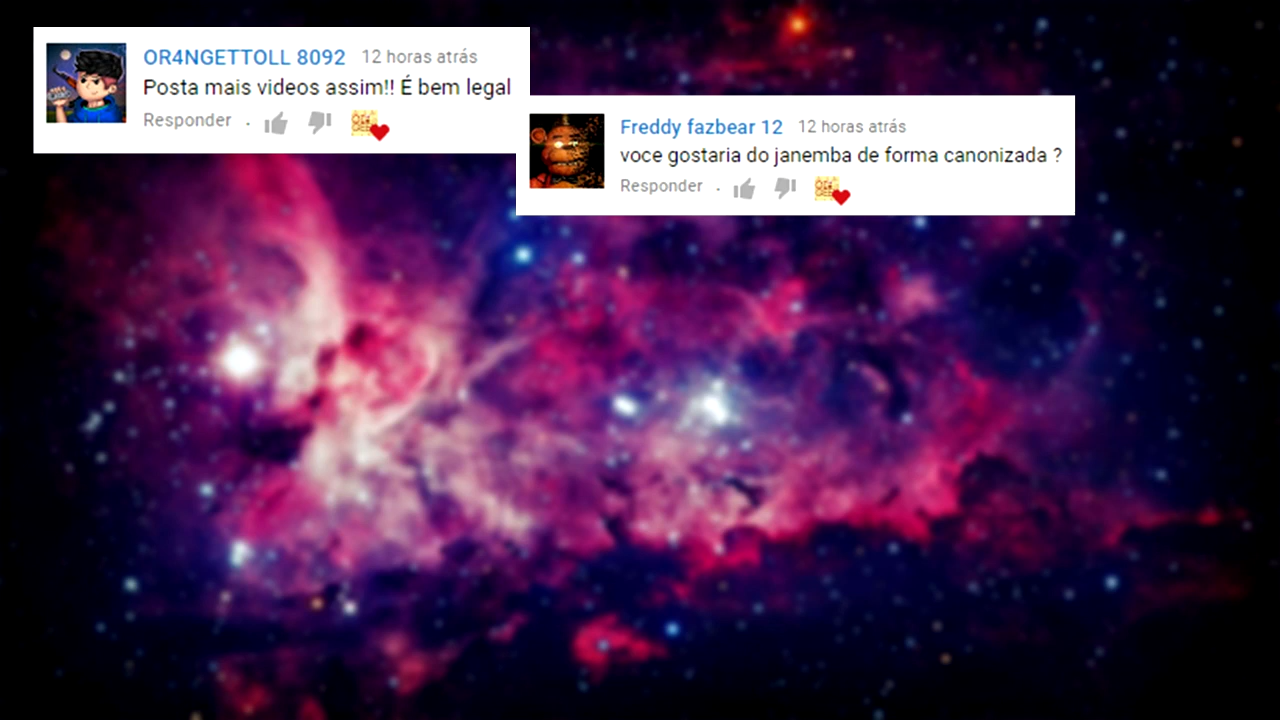 OR4NGETTOLL 8092 12 horas atrás
Posta mais videos assim!! É bem legal
Responder ·
Freddy fazbear 12 12 horas atrás
voce gostaria do janemba de forma canonizada ?
Responder ·